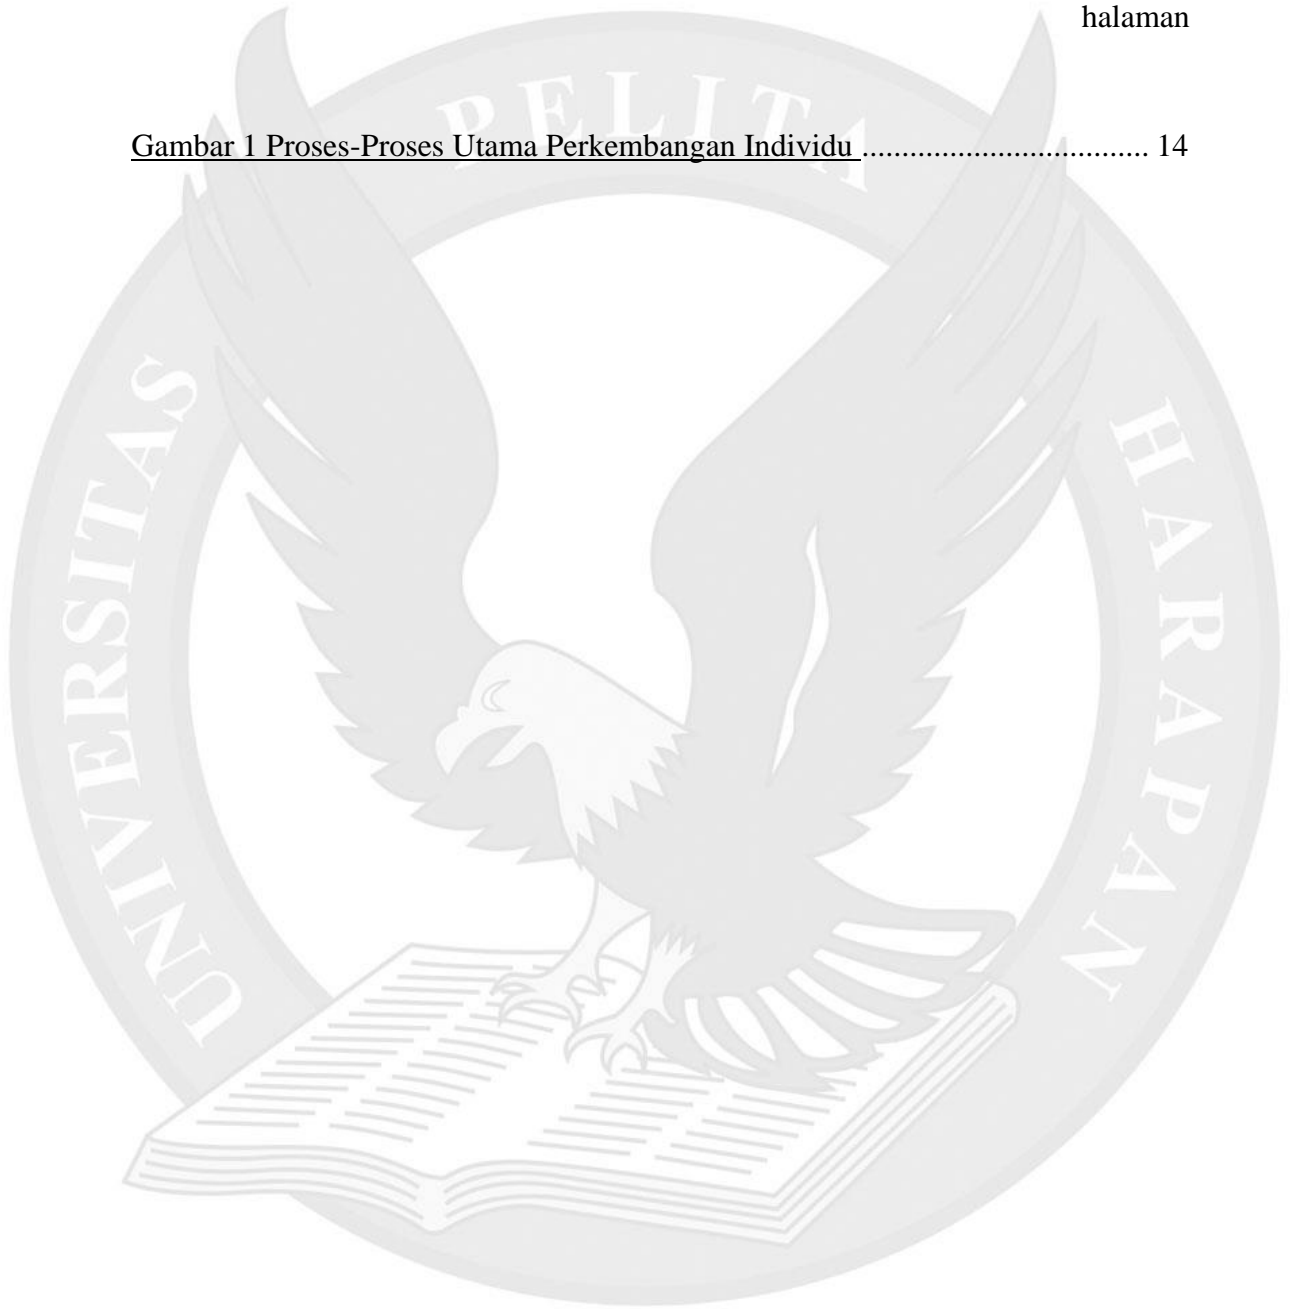 halaman
PELITA
Gambar 1 Proses-Proses Utama Perkembangan Individu .................................... 14
UNIVERSITAS
HARAPAN